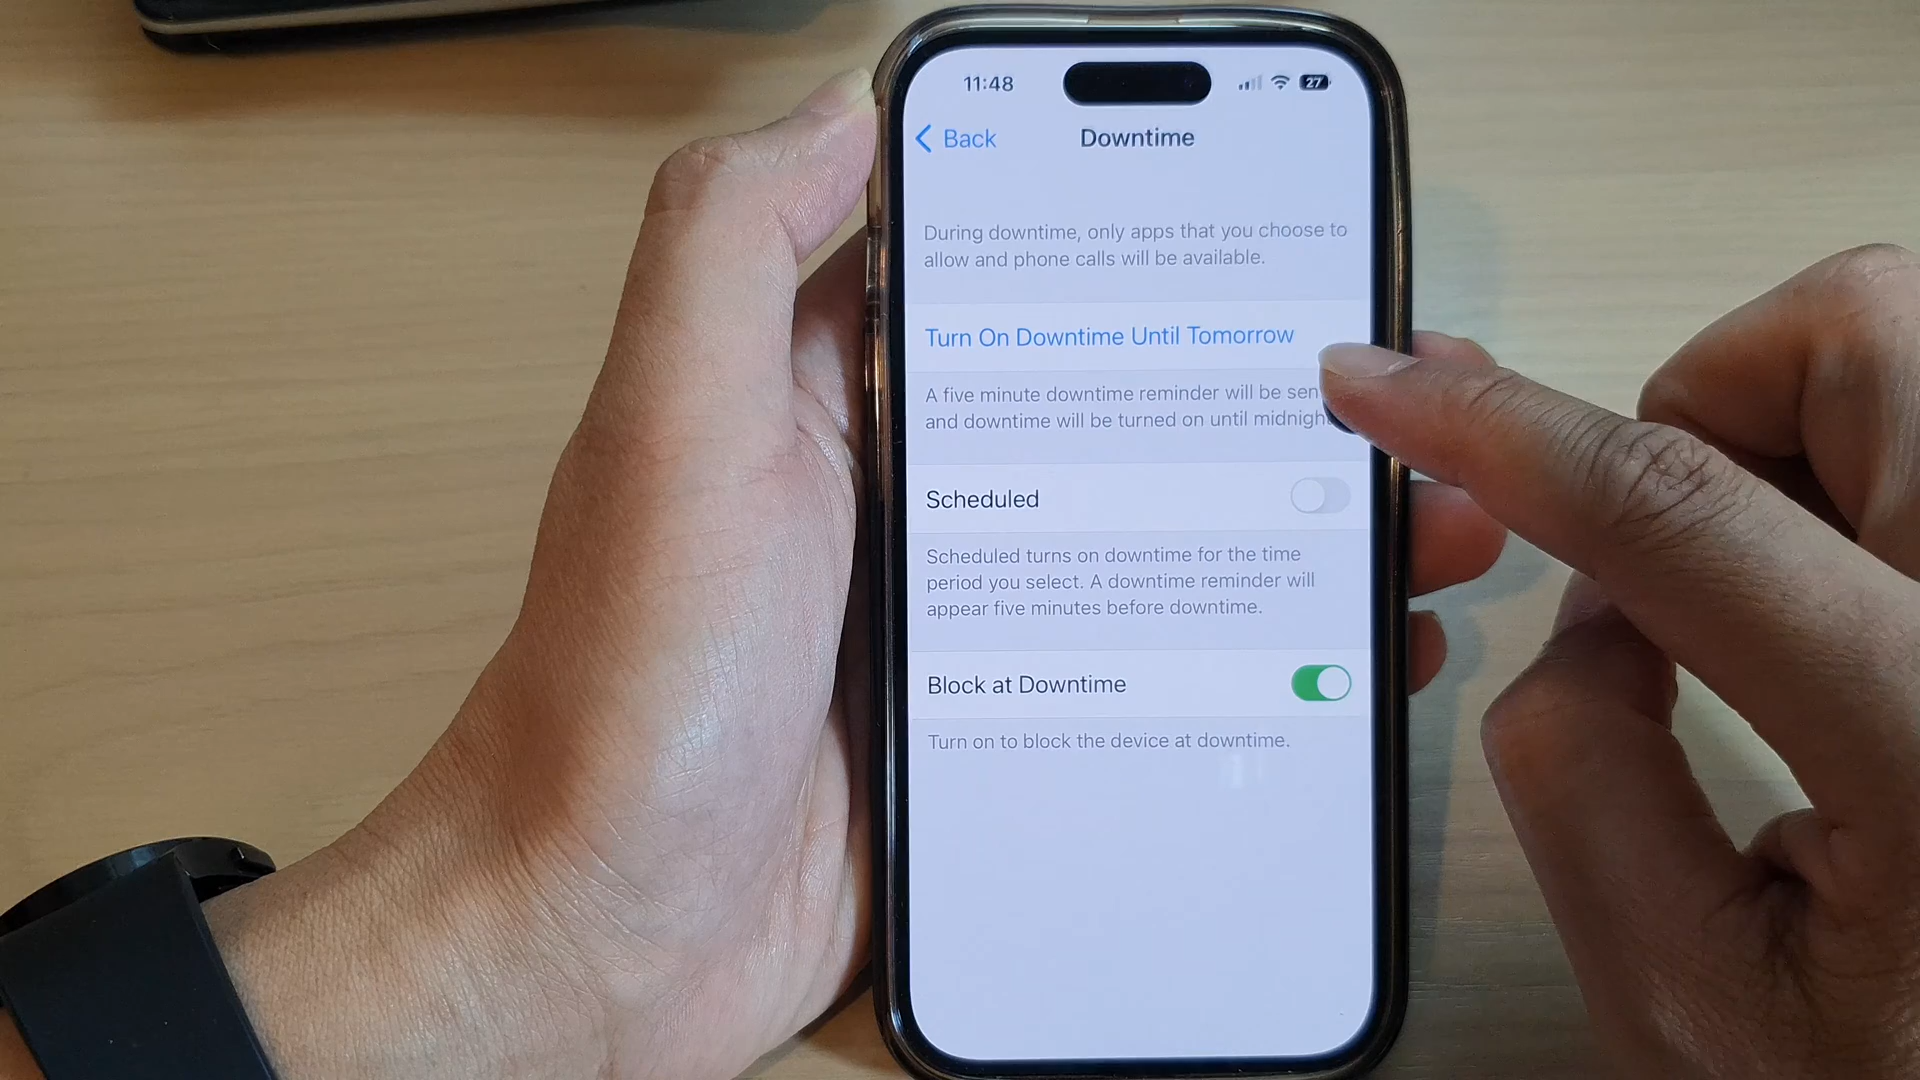 11:48
27
Back
Downtime
During downtime, only apps that you choose to
allow and phone calls will be available.
Turn On Downtime Until Tomorrow
A five minute downtime reminder will be sen
and downtime will be turned on until midnigh
Scheduled
Scheduled turns on downtime for the time
period you select. A downtime reminder will
appear five minutes before downtime.
Block at Downtime
Turn on to block the device at downtime.